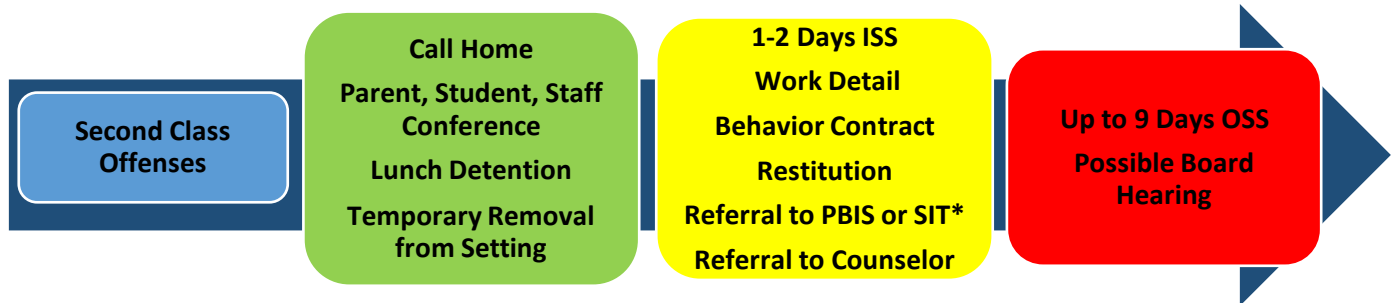 Second Class
Offenses
Call Home
Parent, Student, Staff
Conference
Lunch Detention
Temporary Removal
from Setting
1-2 Days ISS
Work Detail
Behavior Contract
Restitution
Referral to PBIS or SIT*
Referral to Counselor
Up to 9 Days OSS
Possible Board
Hearing